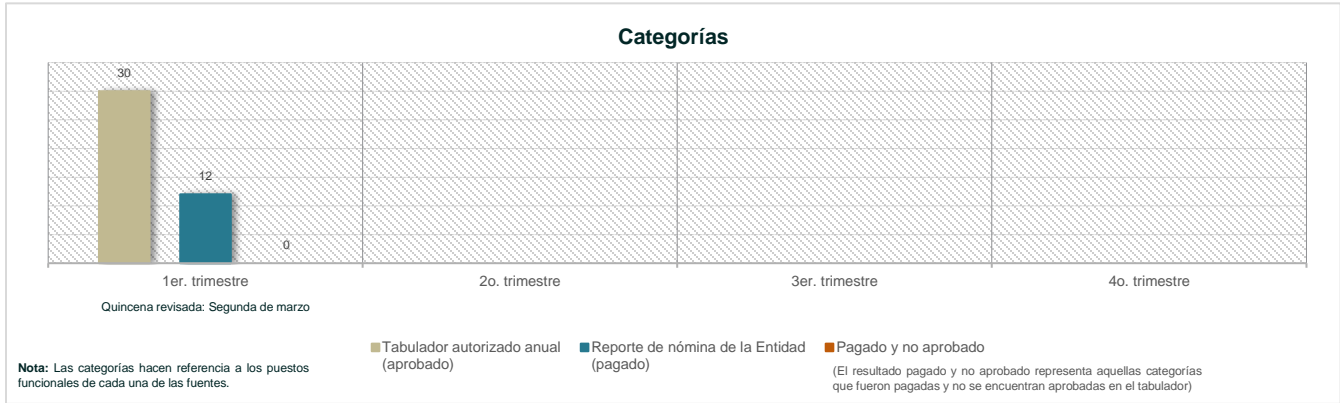 Categorías
30
12
0
1er. trimestre
2o. trimestre
3er. trimestre
4o. trimestre
Quincena revisada: Segunda de marzo
Tabulador autorizado anual
(aprobado)
Reporte de nómina de la Entidad
(pagado)
Pagado y no aprobado
(El resultado pagado y no aprobado representa aquellas categorías
que fueron pagadas y no se encuentran aprobadas en el tabulador)
Nota: Las categorías hacen referencia a los puestos
funcionales de cada una de las fuentes.